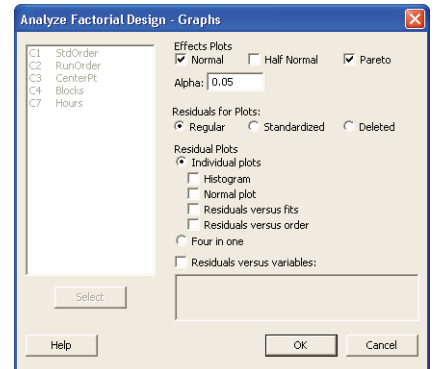 Analyze Factorial Design - Graphs
C1 StdOrder
C2 RunOrder
C3 CenterPt
C4 Blocks
C7 Hours
Effects Plots
Normal Half Normal Pareto
Alpha: 0.05
Residuals for Plots:
Regular Standardized Deleted
Residual Plots
Individual plots
Histogram
Normal plot
Residuals versus fits
Residuals versus order
Four in one
Residuals versus variables:
Select
Help OK Cancel